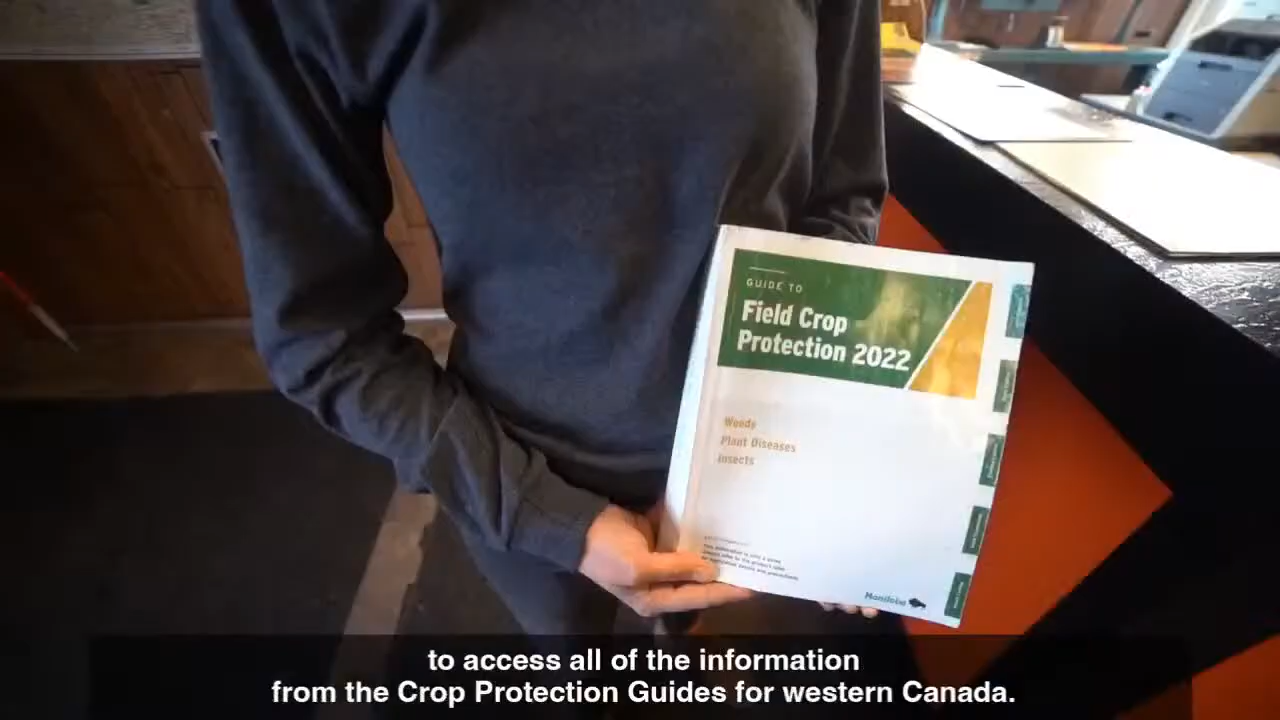 GUIDE TO
Field Crop
Protection 2022
Weeds
Plant Diseases
Insects
Manitoba
to access all of the information
from the Crop Protection Guides for western Canada.